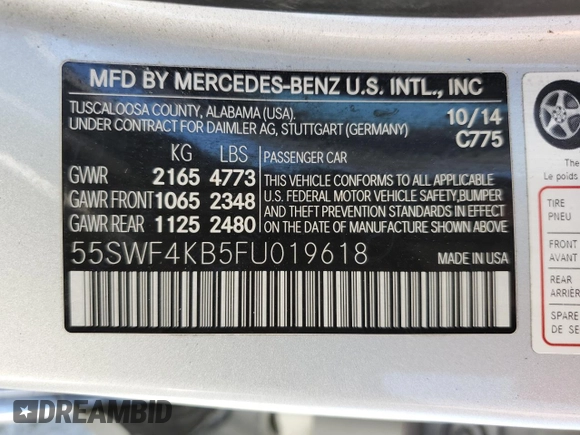 MFD BY MERCEDES-BENZ U.S. INTL., INC
TUSCALOOSA COUNTY, ALABAMA (USA).
UNDER CONTRACT FOR DAIMLER AG, STUTTGART (GERMANY)
10/14
C775
KG LBS PASSENGER CAR
GWR 2165 4773
GAWR FRONT 1065 2348
GAWR REAR 1125 2480
THIS VEHICLE CONFORMS TO ALL APPLICABLE
U.S. FEDERAL MOTOR VEHICLE SAFETY, BUMPER
AND THEFT PREVENTION STANDARDS IN EFFECT ON
THE DATE OF MANUFACTURE SHOWN ABOVE.
55SWF4KB5FU019618
MADE IN USA
The
Le poids
TIRE
PNEU
FRONT
AVANT
REAR
ARRIÈR
SPARE
DE
DREAMBID